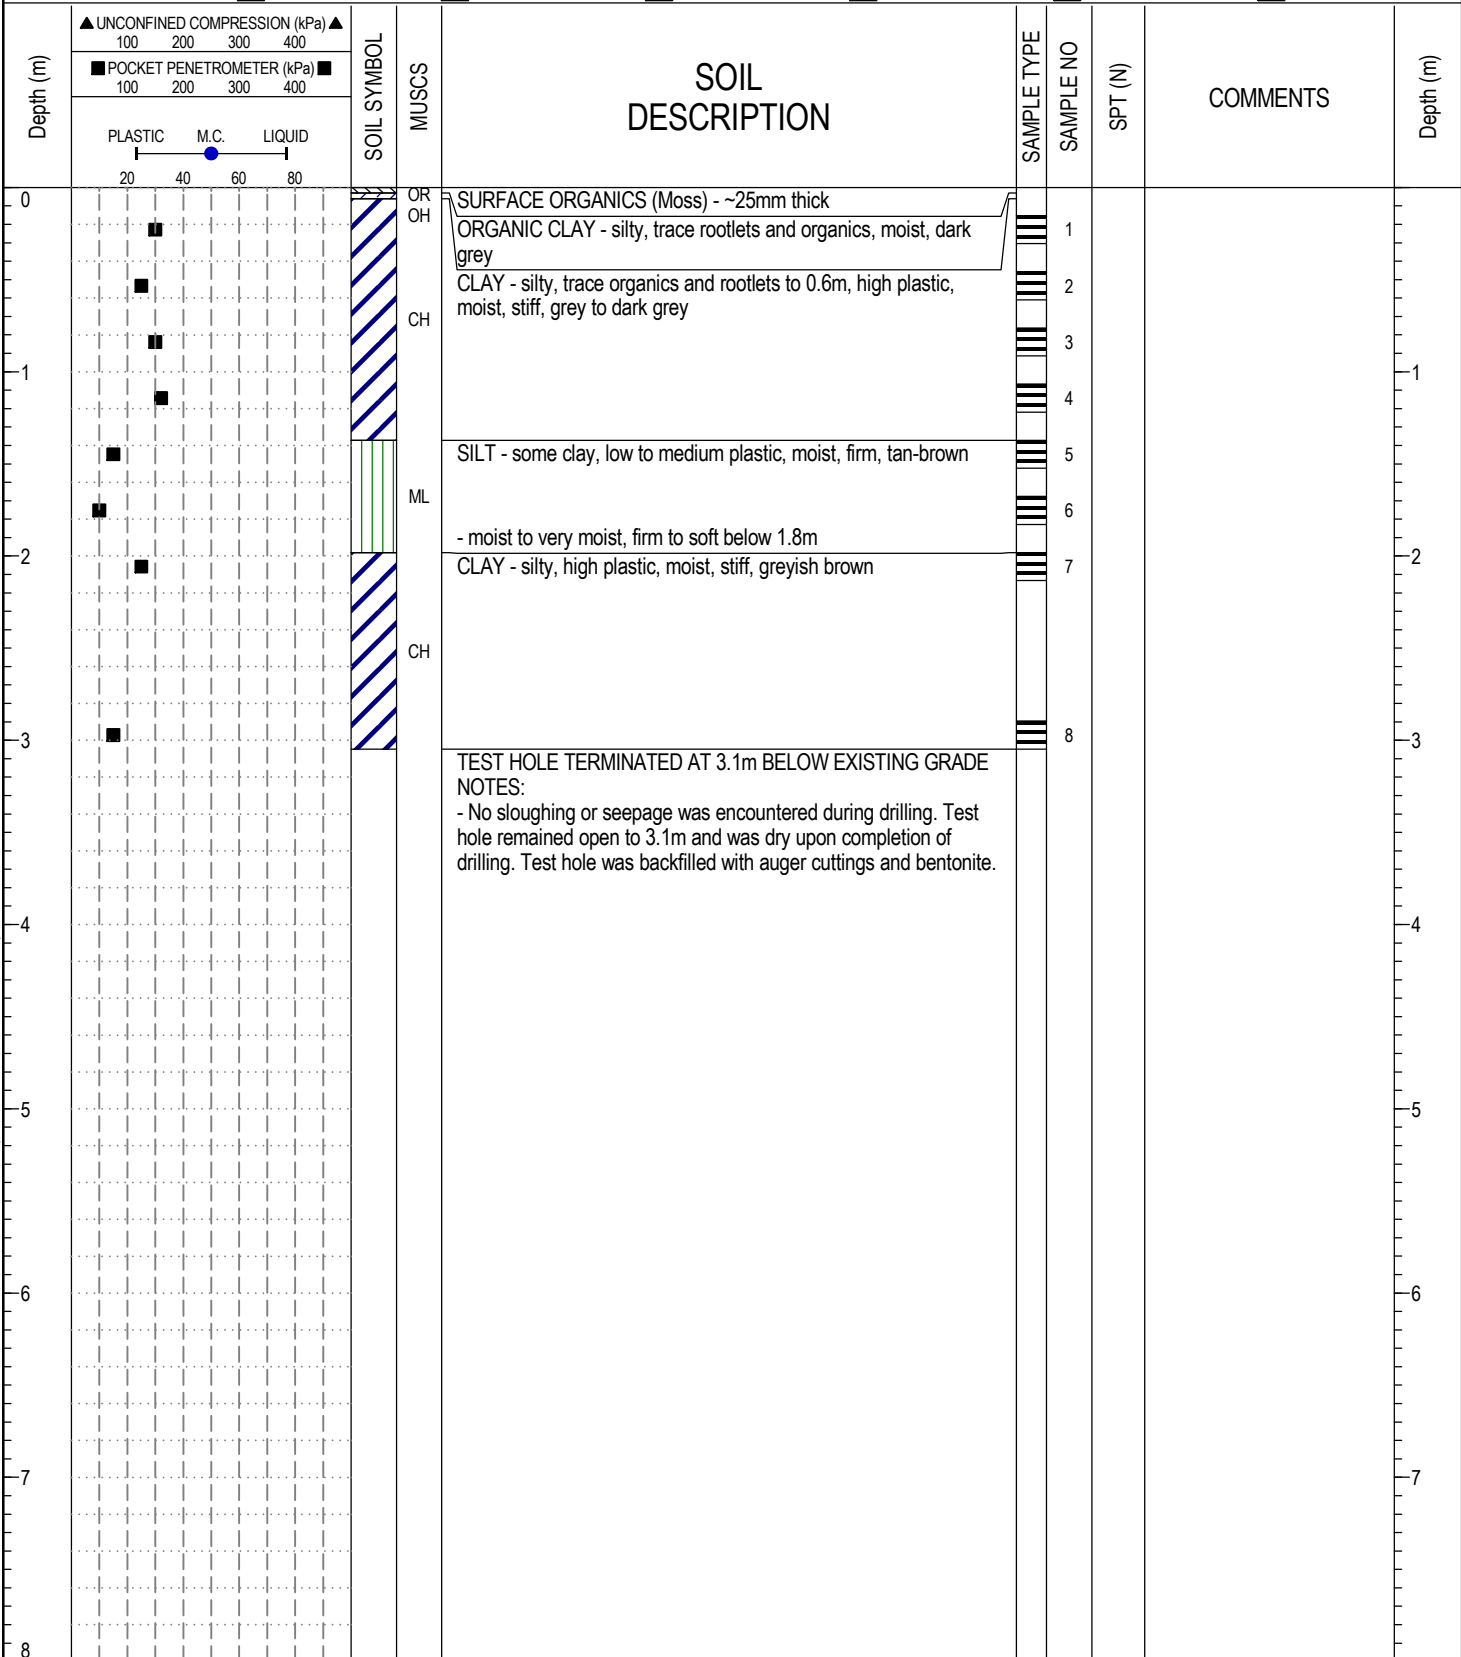 ▲ UNCONFINED COMPRESSION (kPa) ▲
100 200 300 400
■ POCKET PENETROMETER (kPa) ■
100 200 300 400
PLASTIC M.C. LIQUID
20 40 60 80
Depth (m)
SOIL SYMBOL
MUSCS
SOIL
DESCRIPTION
SAMPLE TYPE
SAMPLE NO
SPT (N)
COMMENTS
Depth (m)
0
OR
SURFACE ORGANICS (Moss) - ~25mm thick
OH
ORGANIC CLAY - silty, trace rootlets and organics, moist, dark
grey
1
CLAY - silty, trace organics and rootlets to 0.6m, high plastic,
moist, stiff, grey to dark grey
2
CH
3
1
1
4
SILT - some clay, low to medium plastic, moist, firm, tan-brown
5
ML
6
- moist to very moist, firm to soft below 1.8m
2
2
CLAY - silty, high plastic, moist, stiff, greyish brown
7
CH
8
3
3
TEST HOLE TERMINATED AT 3.1m BELOW EXISTING GRADE
NOTES:
- No sloughing or seepage was encountered during drilling. Test
hole remained open to 3.1m and was dry upon completion of
drilling. Test hole was backfilled with auger cuttings and bentonite.
4
4
5
5
6
6
7
7
8